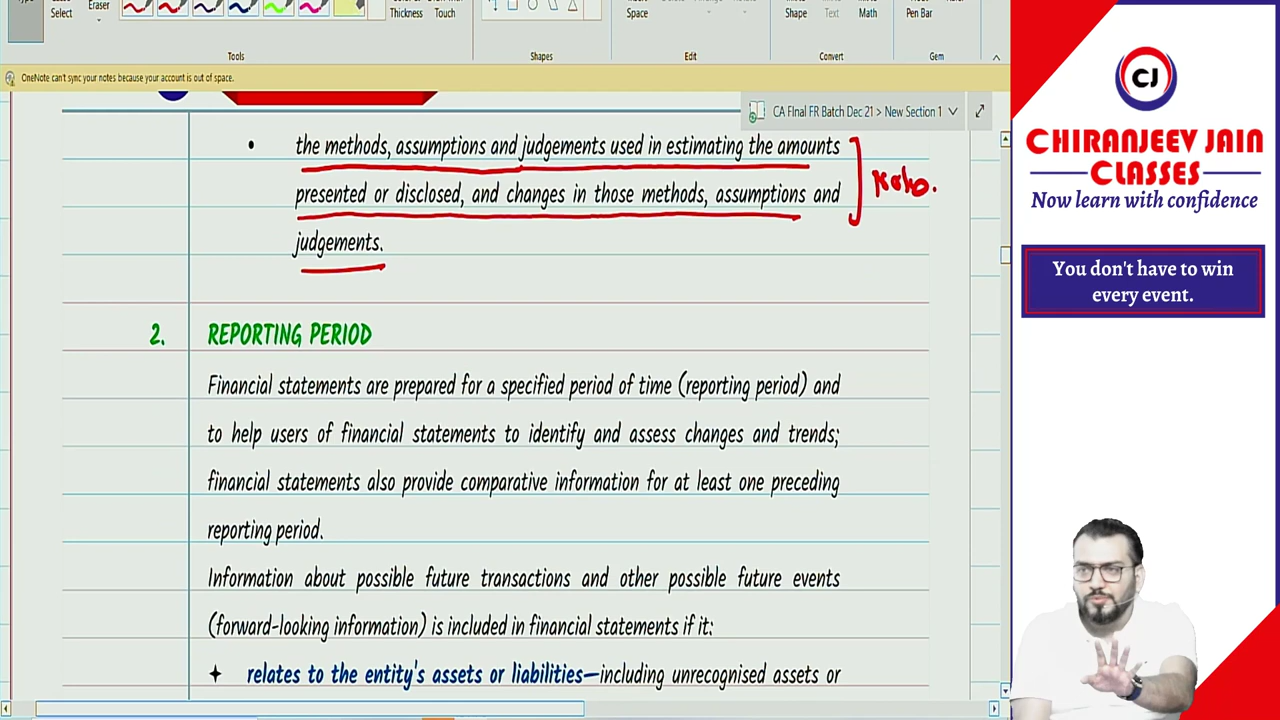 Eraser
Select
Thickness
Touch
Space
Shape
Text
Math
Pen Bar
Tools
Shapes
Edit
Convert
Gem
OneNote can't sync your notes because your account is out of space.
CA FInal FR Batch Dec 21 > New Section 1
• the methods, assumptions and judgements used in estimating the amounts
presented or disclosed, and changes in those methods, assumptions and
judgements.
2. REPORTING PERIOD
Financial statements are prepared for a specified period of time (reporting period) and
to help users of financial statements to identify and assess changes and trends;
financial statements also provide comparative information for at least one preceding
reporting period.
Information about possible future transactions and other possible future events
(forward-looking information) is included in financial statements if it:
✦ relates to the entity's assets or liabilities—including unrecognised assets or
CJ
CHIRANJEEV JAIN
CLASSES
Now learn with confidence
You don't have to win
every event.